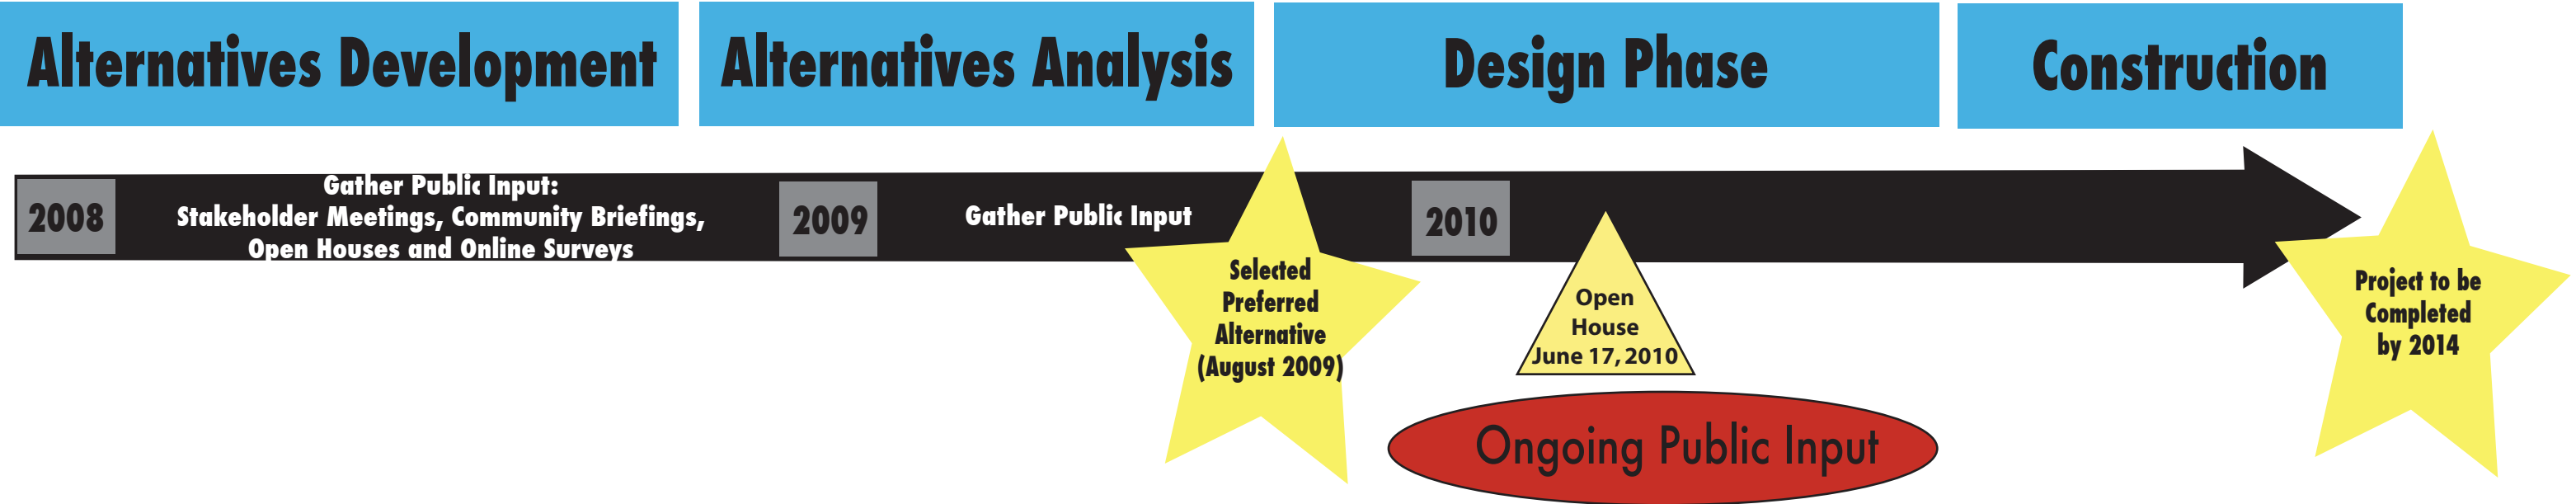 Alternatives Development
Alternatives Analysis
Design Phase
Construction
2008
Gather Public Input:
Stakeholder Meetings, Community Briefings,
Open Houses and Online Surveys
2009
Gather Public Input
Selected
Preferred
Alternative
(August 2009)
2010
Open
House
June 17, 2010
Ongoing Public Input
Project to be
Completed
by 2014